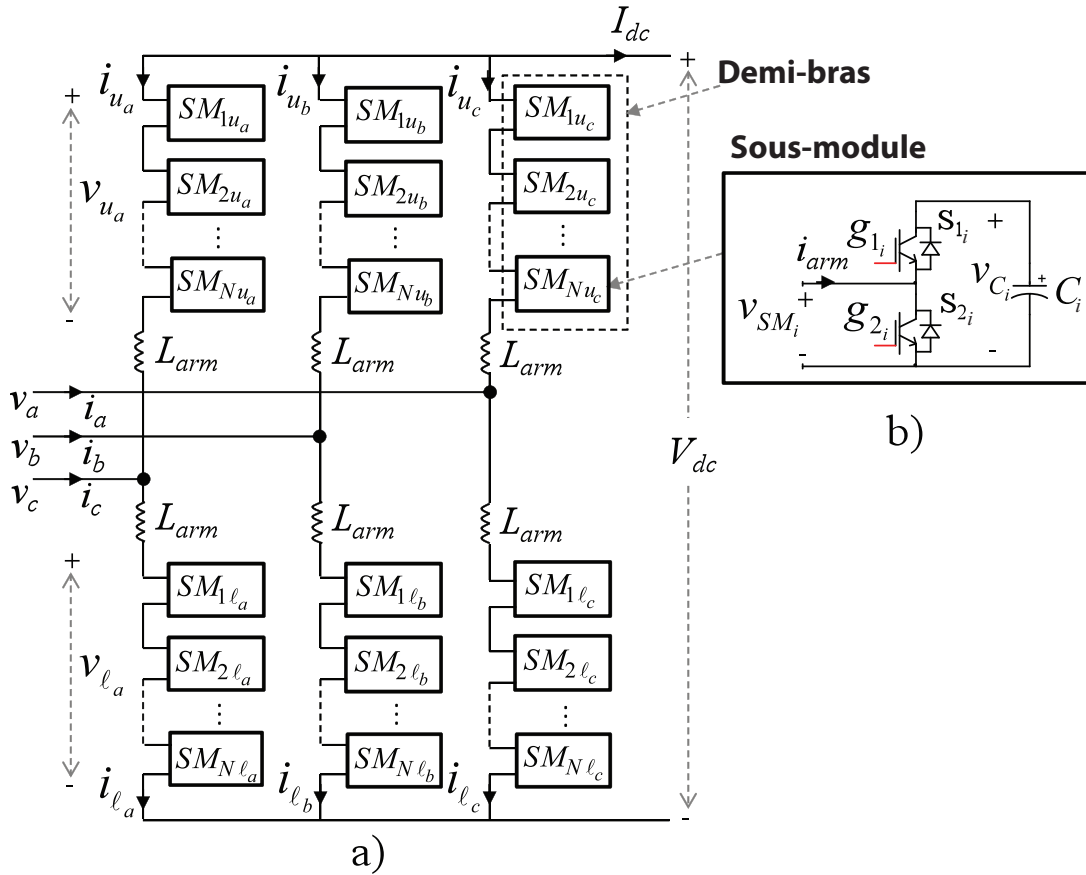 I_dc
+
i_ua
i_ub
i_uc
Demi-bras
+
SM_1ua
SM_1ub
SM_1uc
Sous-module
v_ua
SM_2ua
SM_2ub
SM_2uc
SM_Nua
SM_Nub
SM_Nuc
-
g_1i
s_1i
+
i_arm
v_SMi
+
v_Ci
+
C_i
g_2i
s_2i
-
-
b)
L_arm
L_arm
L_arm
v_a
i_a
v_b
i_b
V_dc
v_c
i_c
L_arm
L_arm
L_arm
+
SM_1ℓa
SM_1ℓb
SM_1ℓc
v_ℓa
SM_2ℓa
SM_2ℓb
SM_2ℓc
SM_Nℓa
SM_Nℓb
SM_Nℓc
-
i_ℓa
i_ℓb
i_ℓc
-
a)